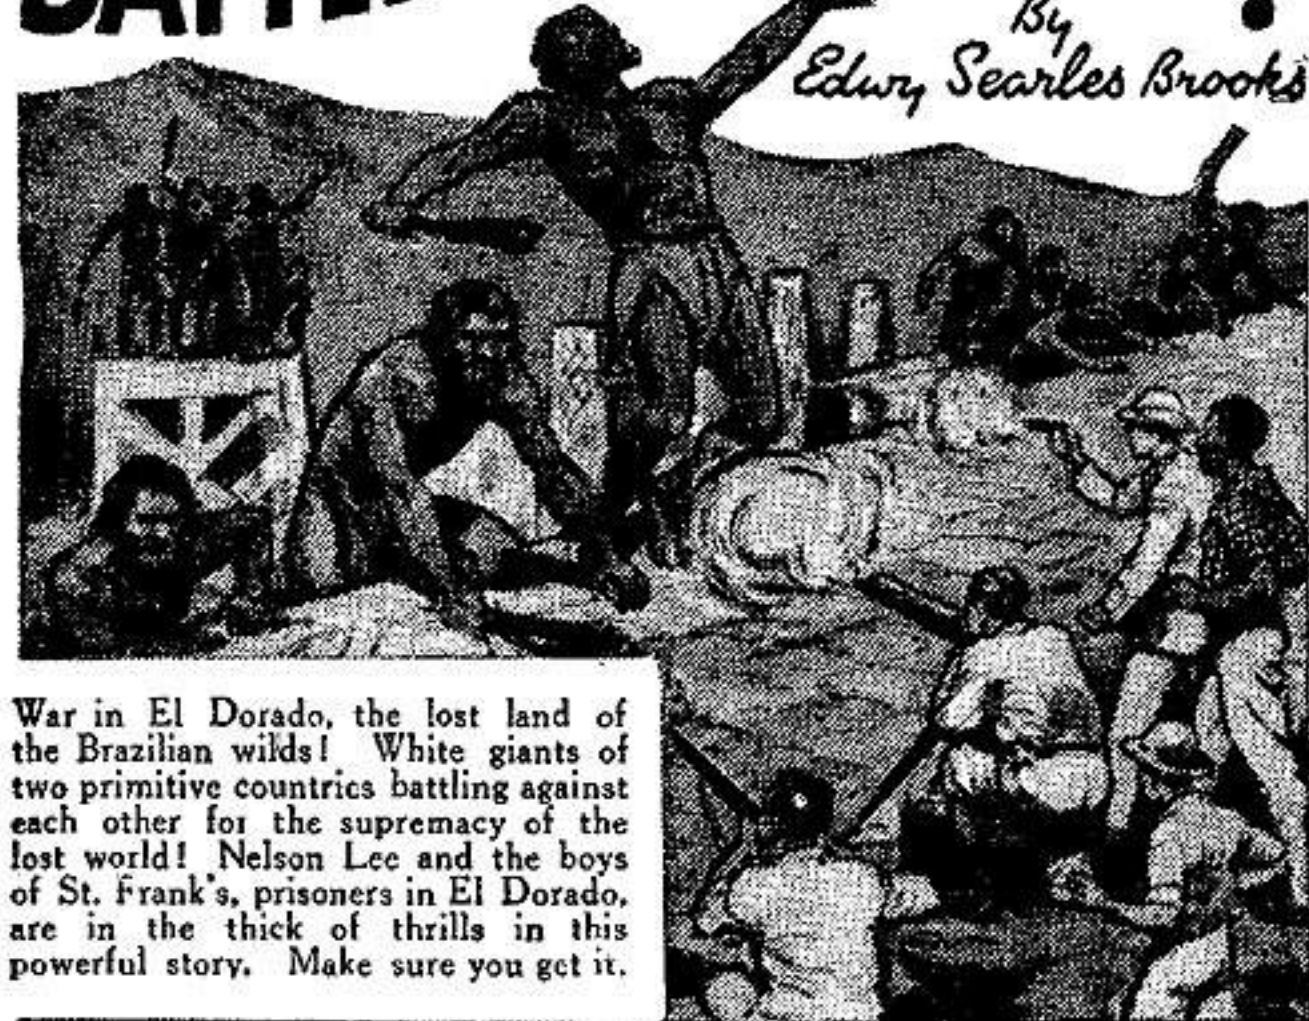 By
Edwy Searles Brooks
War in El Dorado, the lost land of
the Brazilian wilds! White giants of
two primitive countries battling against
each other for the supremacy of the
lost world! Nelson Lee and the boys
of St. Frank's, prisoners in El Dorado,
are in the thick of thrills in this
powerful story. Make sure you get it.